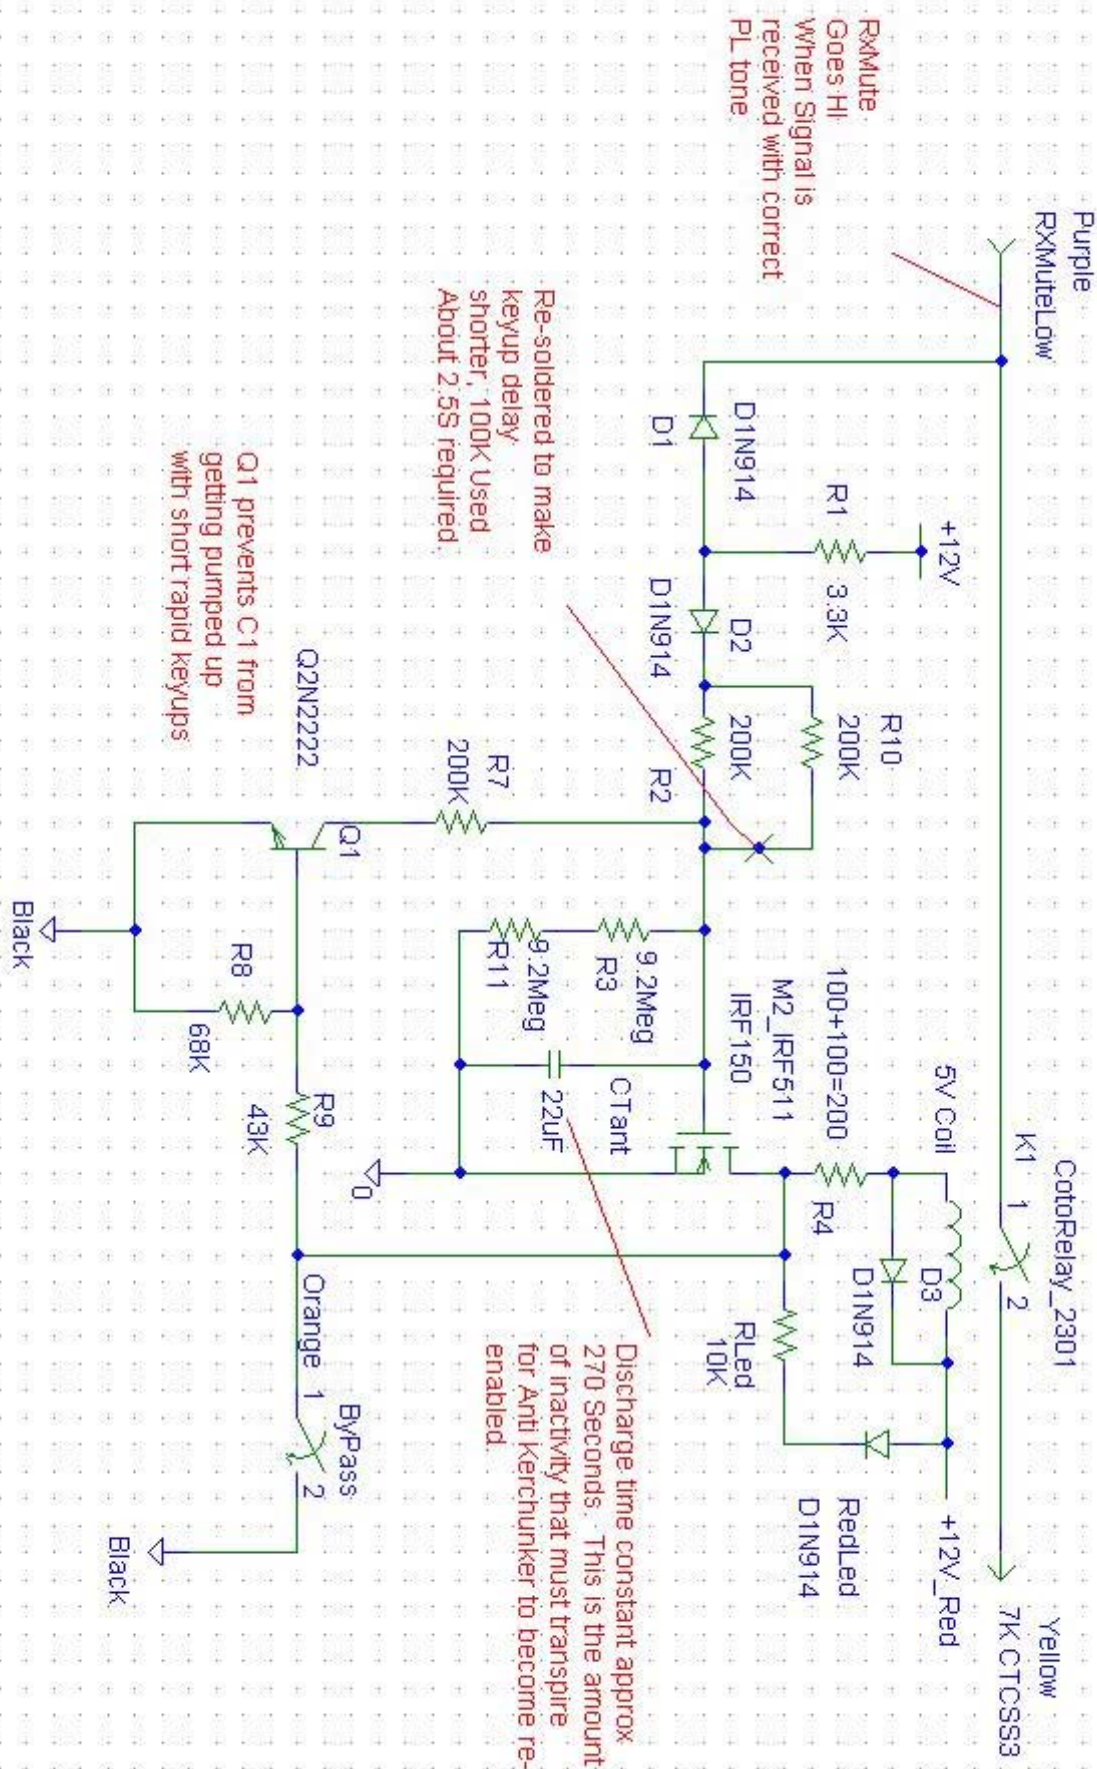 Purple
RXMuteLow
RxMute
Goes HI
When Signal is
received with correct
PL tone
K1
CotoRelay_2301
1
2
Yellow
7K CTCSS3
+12V
R1
3.3K
D1N914
D1
D2
D1N914
R10
200K
200K
R2
5V Coil
D3
D1N914
+12V_Red
100+100=200
R4
M2_IRF511
IRF150
RLed
10K
RedLed
D1N914
Re-soldered to make
keyup delay
shorter, 100K Used
About 2.5S required.
R7
200K
9.2Meg
R3
9.2Meg
R11
CTant
22uF
0
Discharge time constant approx
270 Seconds. This is the amount
of inactivity that must transpire
for Anti Kerchunker to become re-
enabled.
Q1 prevents C1 from
getting pumped up
with short rapid keyups
Q2N2222
Q1
R8
68K
R9
43K
Orange
1
ByPass
2
Black
Black